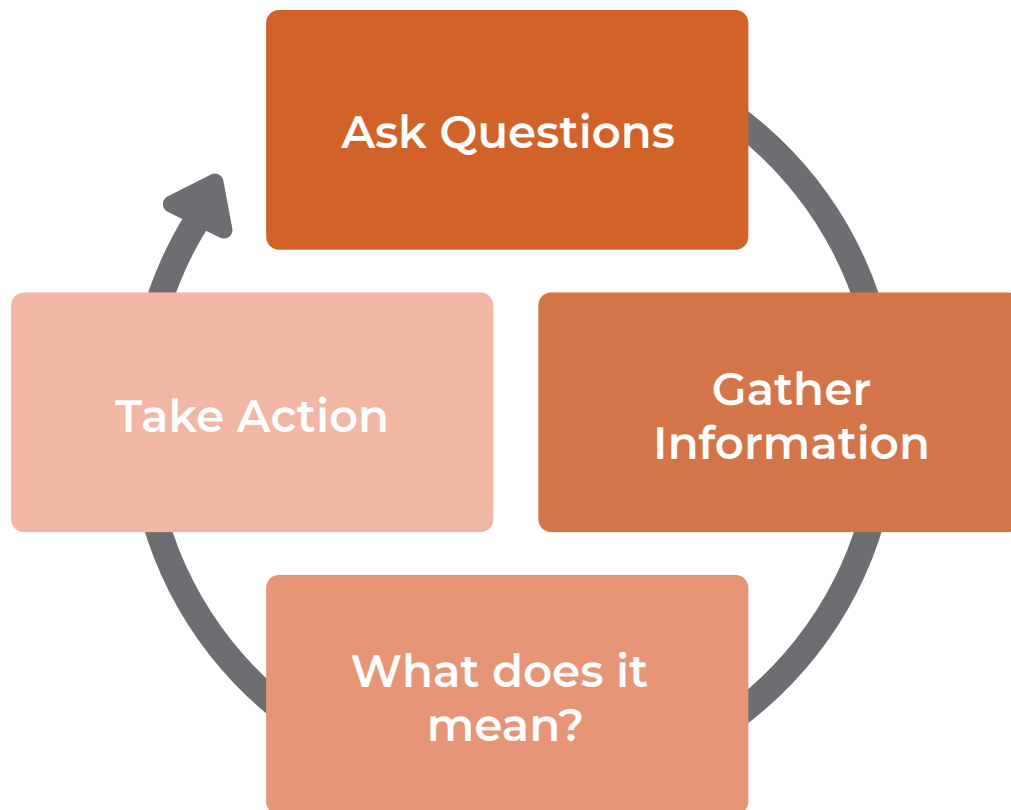 Ask Questions
Gather
Information
What does it
mean?
Take Action